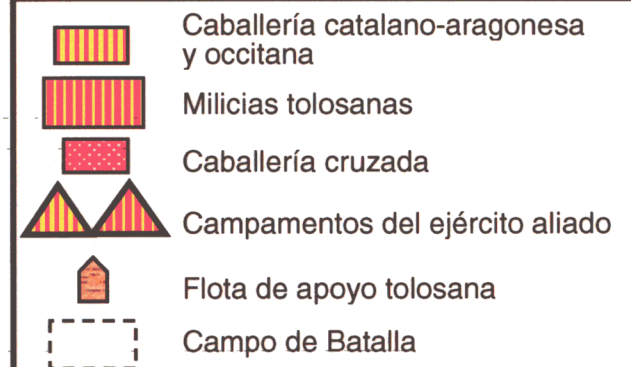 Caballería catalano-aragonesa
y occitana
Milicias tolosanas
Caballería cruzada
Campamentos del ejército aliado
Flota de apoyo tolosana
Campo de Batalla